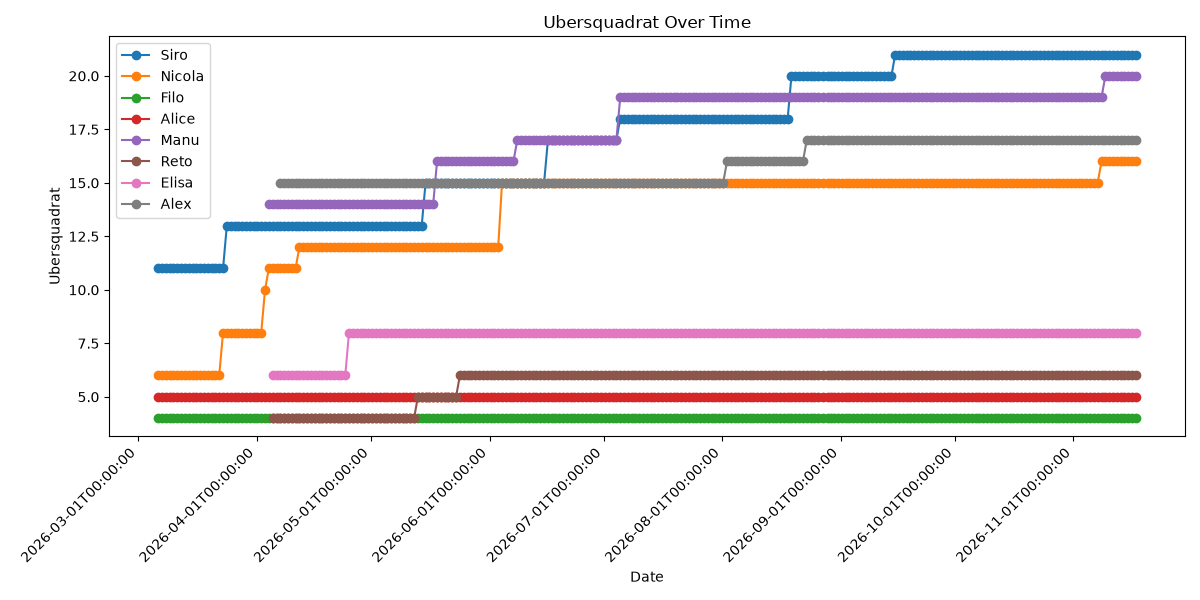 Ubersquadrat Over Time
Siro
Nicola
Filo
Alice
Manu
Reto
Elisa
Alex
Ubersquadrat
20.0
17.5
15.0
12.5
10.0
7.5
5.0
2026-03-01T00:00:00
2026-04-01T00:00:00
2026-05-01T00:00:00
2026-06-01T00:00:00
2026-07-01T00:00:00
2026-08-01T00:00:00
2026-09-01T00:00:00
2026-10-01T00:00:00
2026-11-01T00:00:00
Date